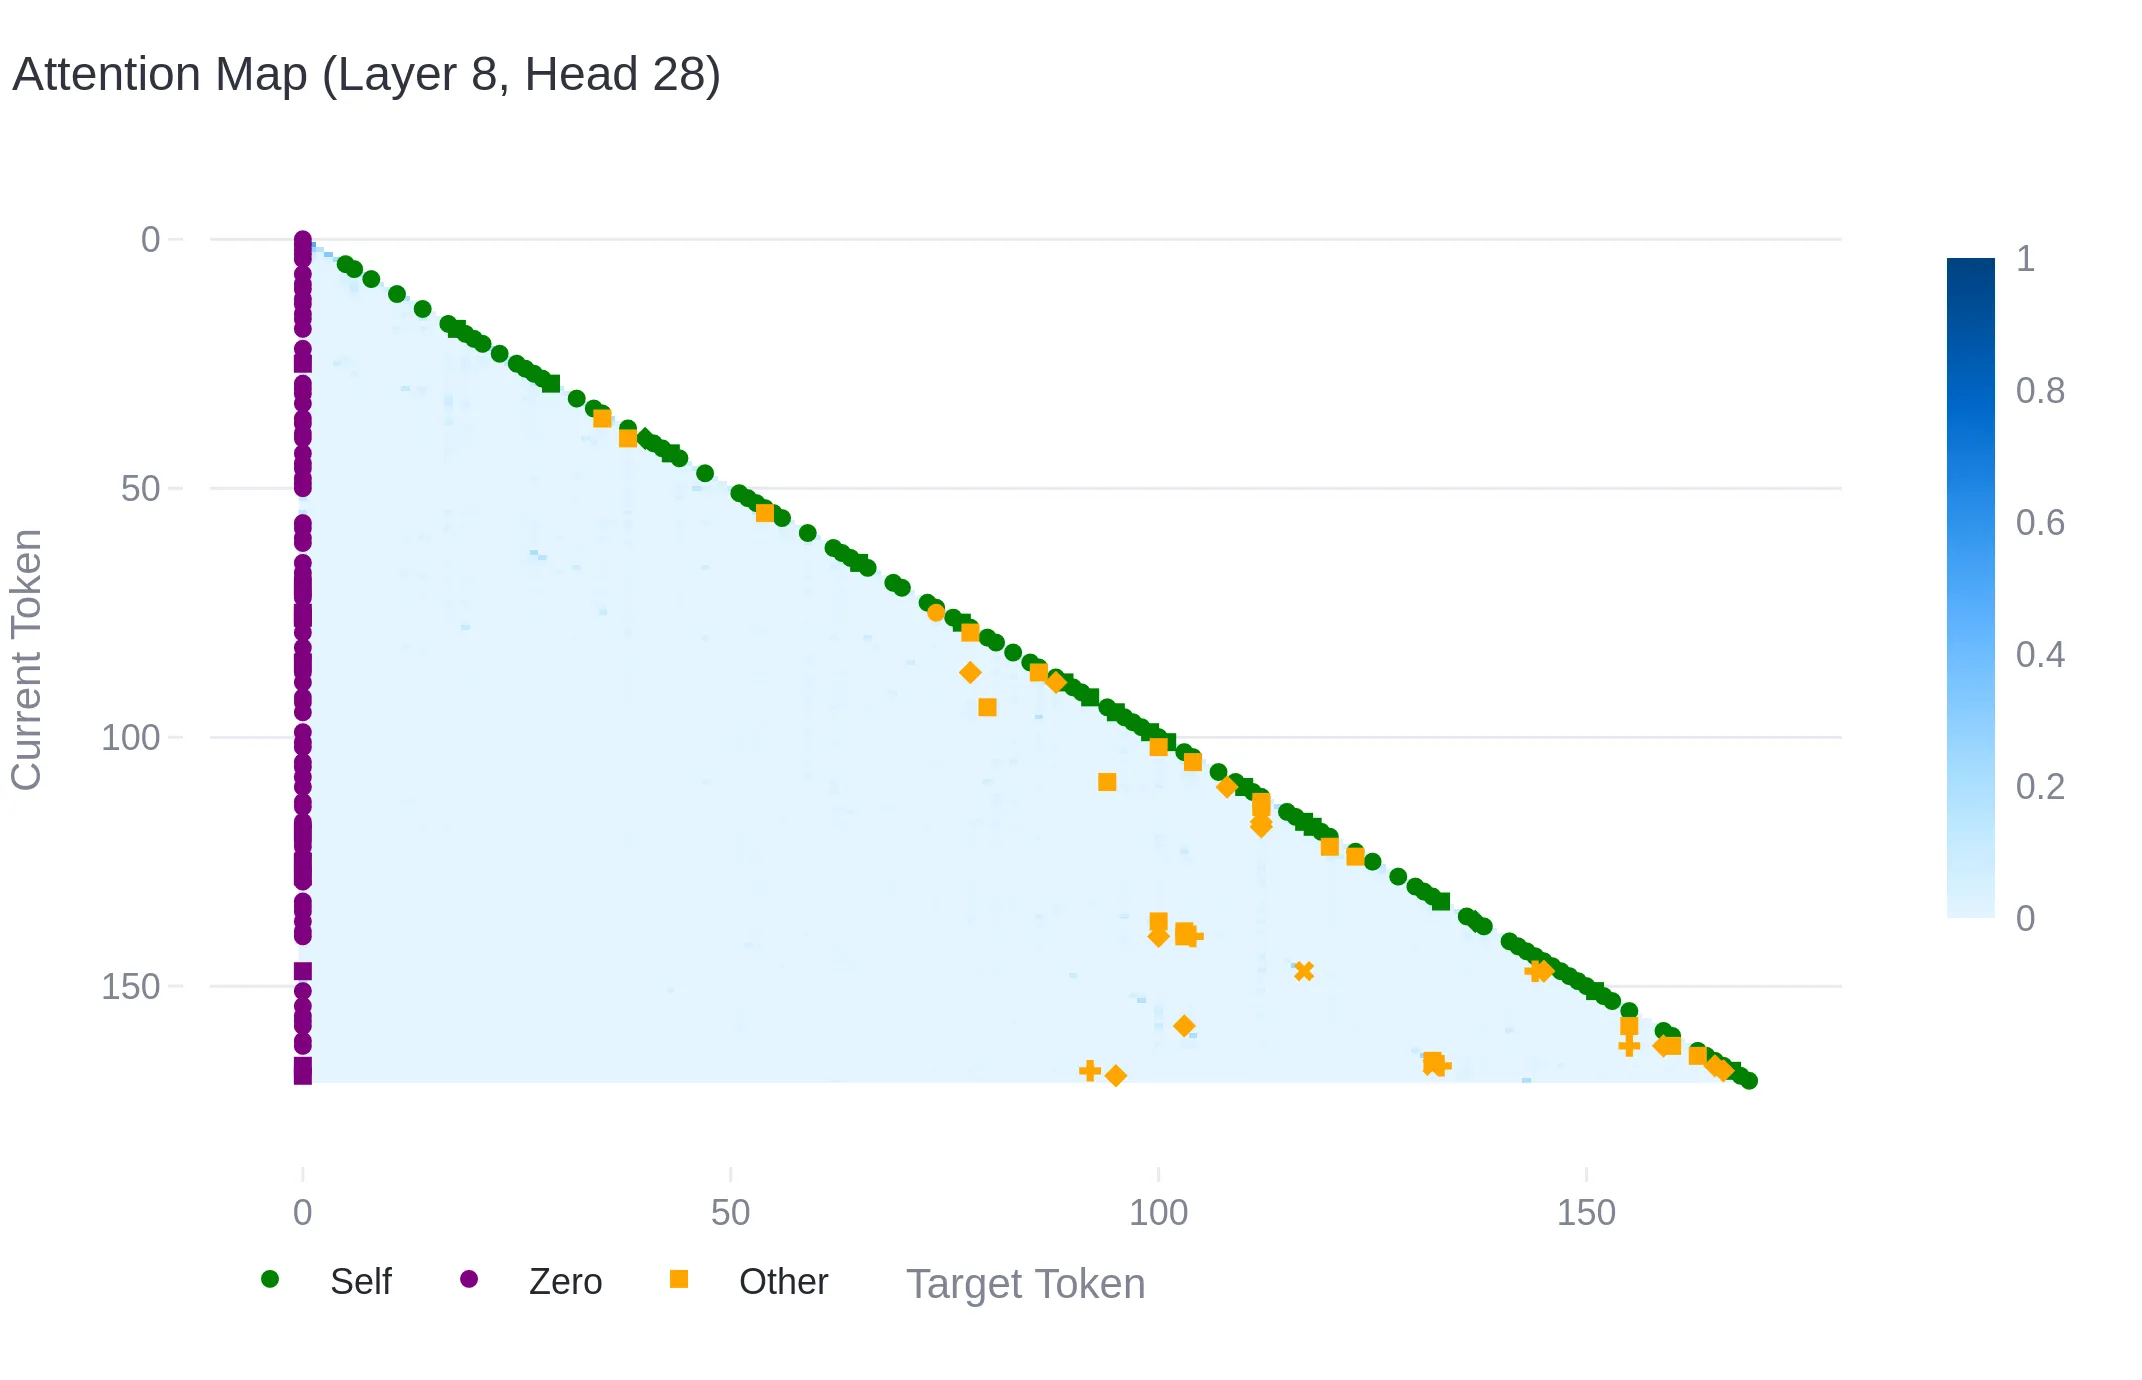 Attention Map (Layer 8, Head 28)
0
50
100
150
Current Token
1
0.8
0.6
0.4
0.2
0
0 50 100 150
Self Zero Other Target Token